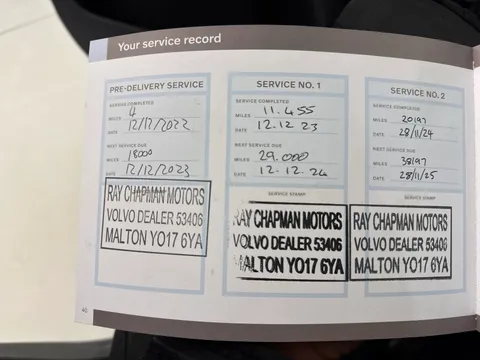 Your service record
PRE-DELIVERY SERVICE
SERVICE COMPLETED
MILES 4
DATE 12/12/2022
NEXT SERVICE DUE
MILES 18000
DATE 12/12/2023
RAY CHAPMAN MOTORS
VOLVO DEALER 53406
MALTON YO17 6YA
SERVICE NO. 1
SERVICE COMPLETED
MILES 11.455
DATE 12.12 23
NEXT SERVICE DUE
MILES 29.000
DATE 12-12.24
SERVICE STAMP
RAY CHAPMAN MOTORS
VOLVO DEALER 53406
MALTON YO17 6YA
SERVICE NO. 2
SERVICE COMPLETED
MILES 20197
DATE 28/11/24
NEXT SERVICE DUE
MILES 38197
DATE 28/11/25
SERVICE STAMP
RAY CHAPMAN MOTORS
VOLVO DEALER 53406
MALTON YO17 6YA
40